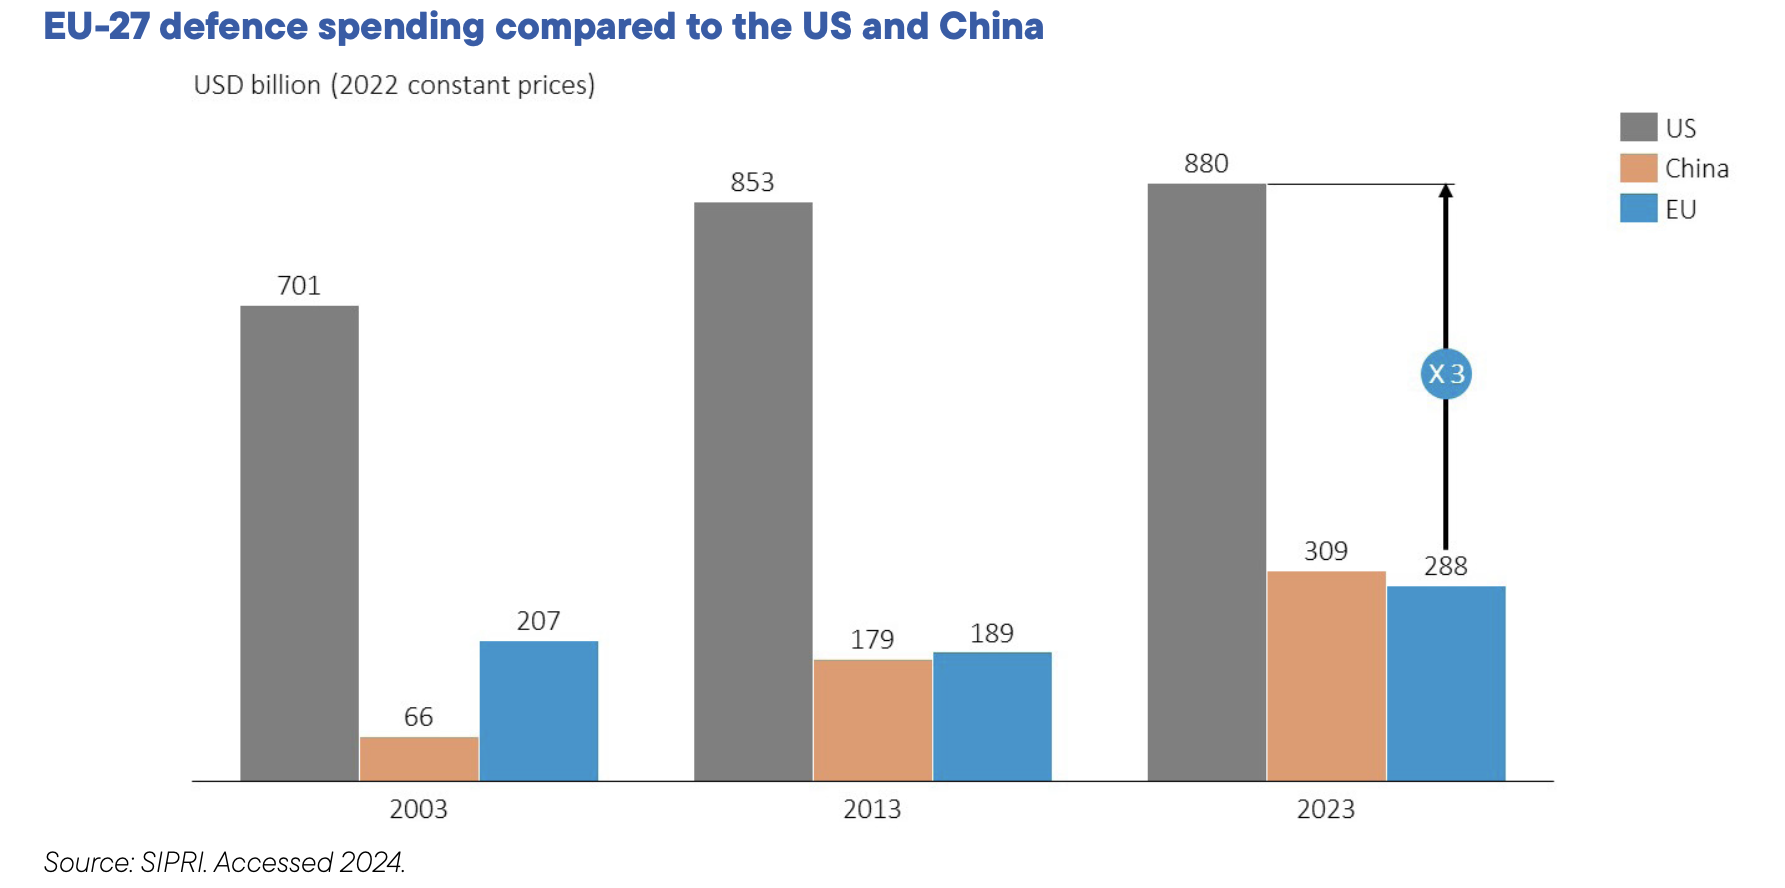 EU-27 defence spending compared to the US and China
USD billion (2022 constant prices)
US
China
EU
701
66
207
853
179
189
880
309
288
X 3
2003
2013
2023
Source: SIPRI. Accessed 2024.